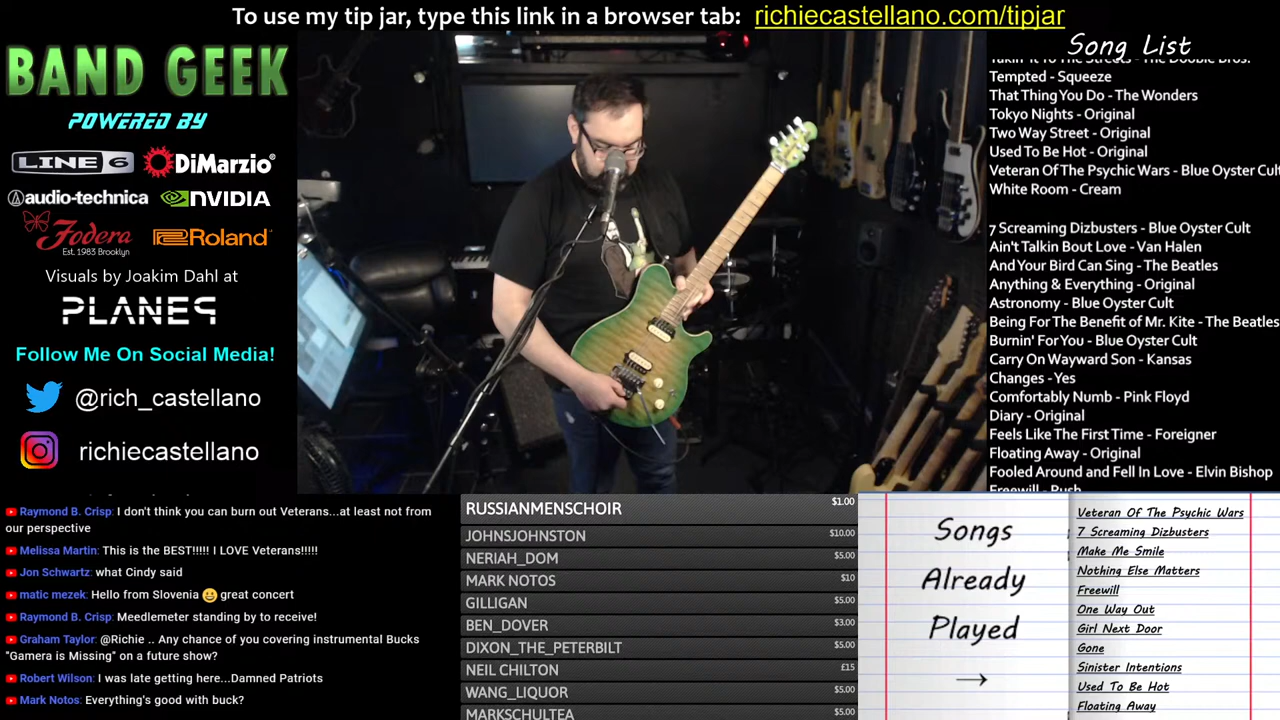 To use my tip jar, type this link in a browser tab: richiecastellano.com/tipjar
BAND GEEK
POWERED BY
LINE 6
DiMarzio
audio-technica
NVIDIA
Fodera
Est. 1983 Brooklyn
Roland
Visuals by Joakim Dahl at
PLANE9
Follow Me On Social Media!
@rich_castellano
richiecastellano
Song List
Takin' It To The Streets - The Doobie Bros.
Tempted - Squeeze
That Thing You Do - The Wonders
Tokyo Nights - Original
Two Way Street - Original
Used To Be Hot - Original
Veteran Of The Psychic Wars - Blue Oyster Cult
White Room - Cream
7 Screaming Dizbusters - Blue Oyster Cult
Ain't Talkin Bout Love - Van Halen
And Your Bird Can Sing - The Beatles
Anything & Everything - Original
Astronomy - Blue Oyster Cult
Being For The Benefit of Mr. Kite - The Beatles
Burnin' For You - Blue Oyster Cult
Carry On Wayward Son - Kansas
Changes - Yes
Comfortably Numb - Pink Floyd
Diary - Original
Feels Like The First Time - Foreigner
Floating Away - Original
Fooled Around and Fell In Love - Elvin Bishop
Freewill - Rush
Raymond B. Crisp: I don't think you can burn out Veterans...at least not from
our perspective
Melissa Martin: This is the BEST!!!!! I LOVE Veterans!!!!!
Jon Schwartz: what Cindy said
matic mezek: Hello from Slovenia 😀 great concert
Raymond B. Crisp: Meedlemeter standing by to receive!
Graham Taylor: @Richie .. Any chance of you covering instrumental Bucks
"Gamera is Missing" on a future show?
Robert Wilson: I was late getting here...Damned Patriots
Mark Notos: Everything's good with buck?
RUSSIANMENSCHOIR $1.00
JOHNSJOHNSTON $10.00
NERIAH_DOM $5.00
MARK NOTOS $10
GILLIGAN $5.00
BEN_DOVER $3.00
DIXON_THE_PETERBILT $5.00
NEIL CHILTON £15
WANG_LIQUOR $5.00
MARKSCHULTEA $5.00
Songs
Already
Played
→
Veteran Of The Psychic Wars
7 Screaming Dizbusters
Make Me Smile
Nothing Else Matters
Freewill
One Way Out
Girl Next Door
Gone
Sinister Intentions
Used To Be Hot
Floating Away